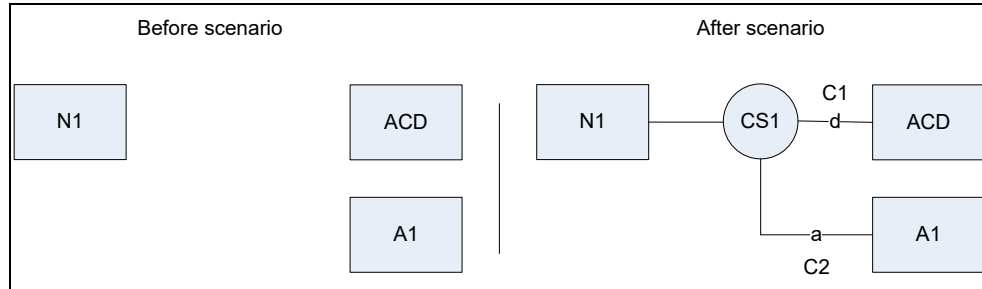 Before scenario
After scenario
N1
ACD
A1
N1
CS1
C1
d
ACD
a
C2
A1